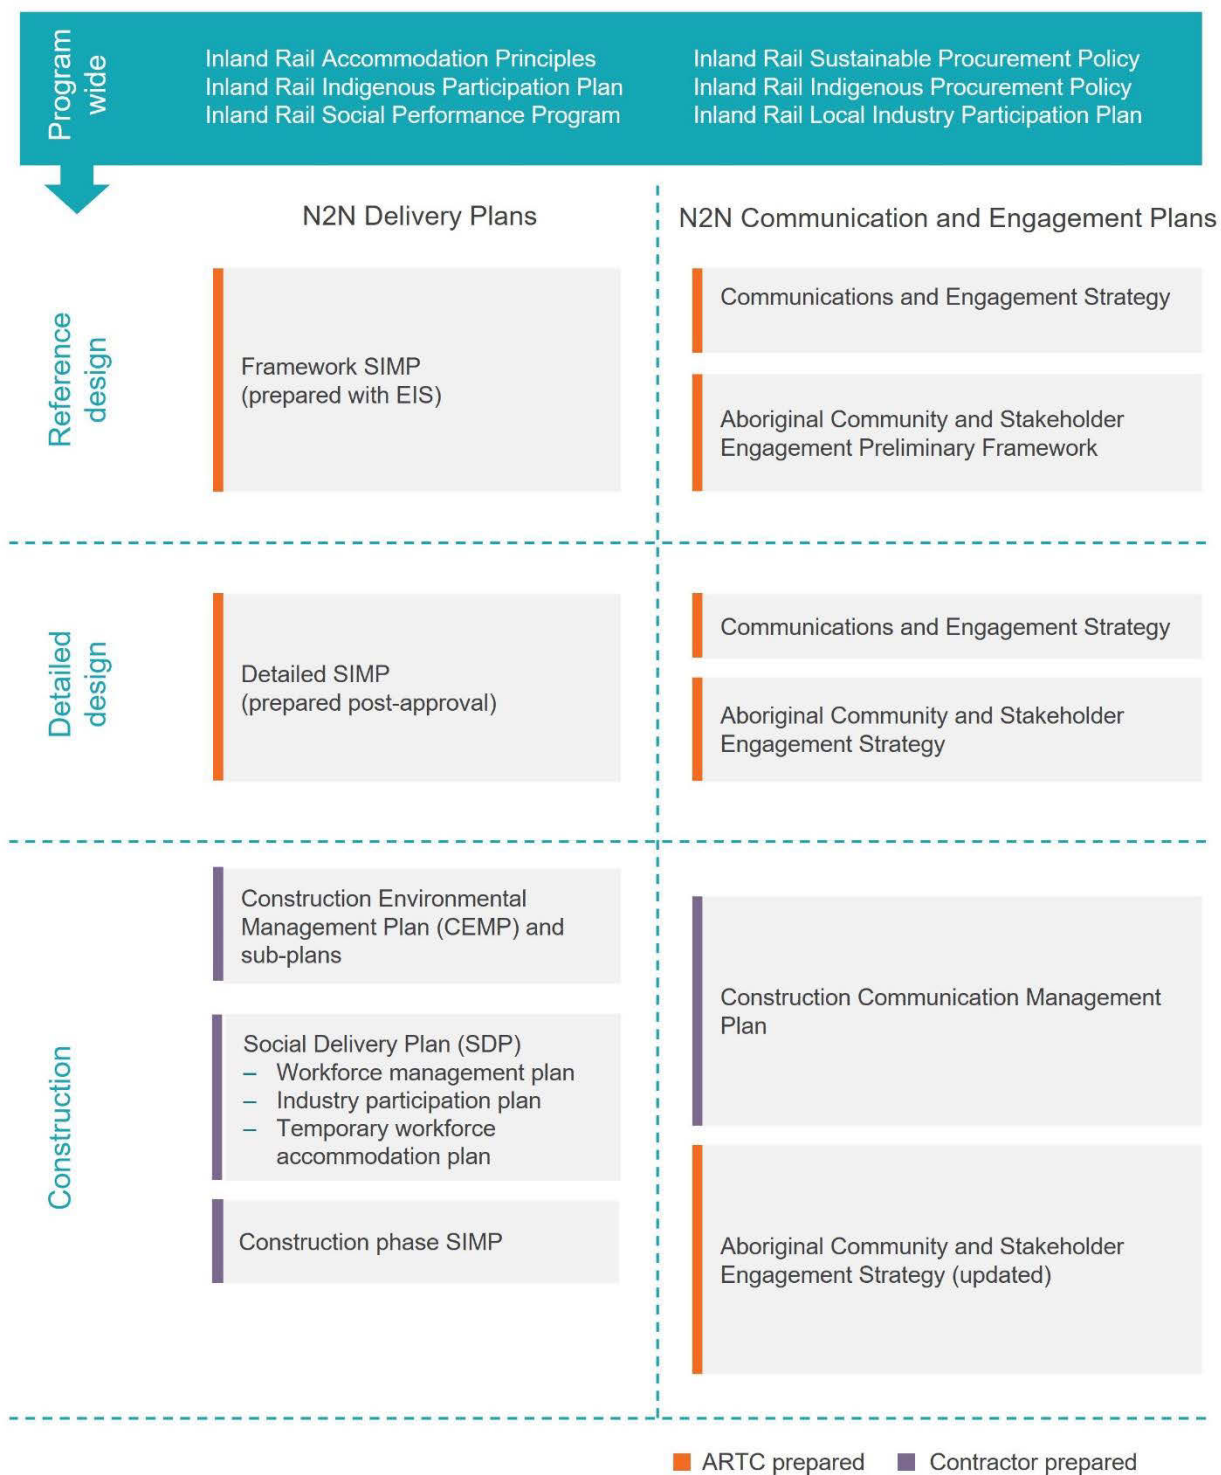 Program
wide
Inland Rail Accommodation Principles
Inland Rail Indigenous Participation Plan
Inland Rail Social Performance Program
Inland Rail Sustainable Procurement Policy
Inland Rail Indigenous Procurement Policy
Inland Rail Local Industry Participation Plan
N2N Delivery Plans
N2N Communication and Engagement Plans
Reference
design
Framework SIMP
(prepared with EIS)
Communications and Engagement Strategy
Aboriginal Community and Stakeholder
Engagement Preliminary Framework
Detailed
design
Detailed SIMP
(prepared post-approval)
Communications and Engagement Strategy
Aboriginal Community and Stakeholder
Engagement Strategy
Construction
Construction Environmental
Management Plan (CEMP) and
sub-plans
Social Delivery Plan (SDP)
– Workforce management plan
– Industry participation plan
– Temporary workforce
accommodation plan
Construction phase SIMP
Construction Communication Management
Plan
Aboriginal Community and Stakeholder
Engagement Strategy (updated)
ARTC prepared
Contractor prepared